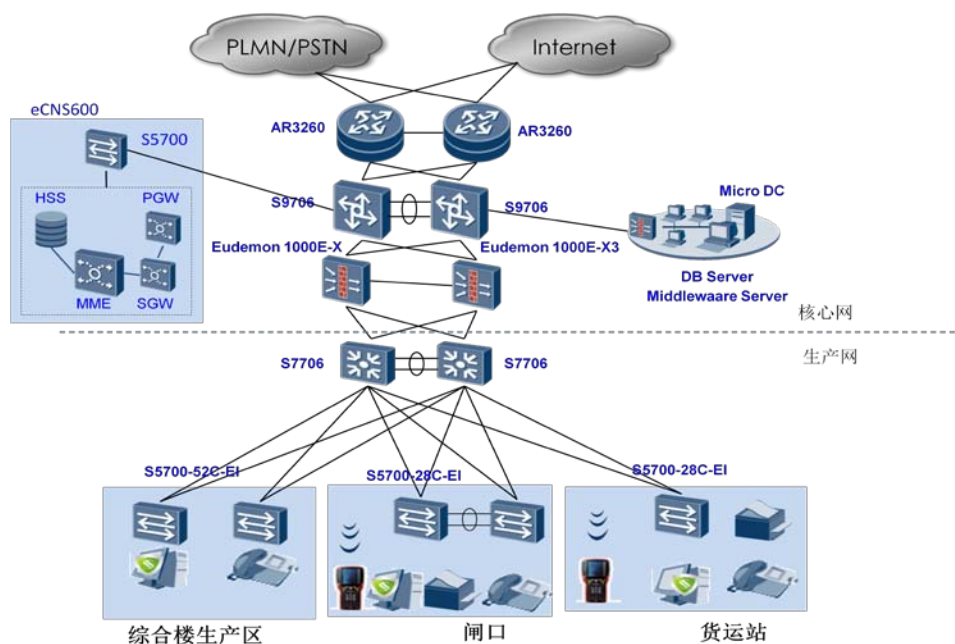 PLMN/PSTN
Internet
eCNS600
S5700
HSS
PGW
MME
SGW
AR3260
AR3260
S9706
S9706
Micro DC
DB Server
Middlewaare Server
Eudemon 1000E-X
Eudemon 1000E-X3
核心网
生产网
S7706
S7706
S5700-52C-EI
S5700-28C-EI
S5700-28C-EI
综合楼生产区
闸口
货运站